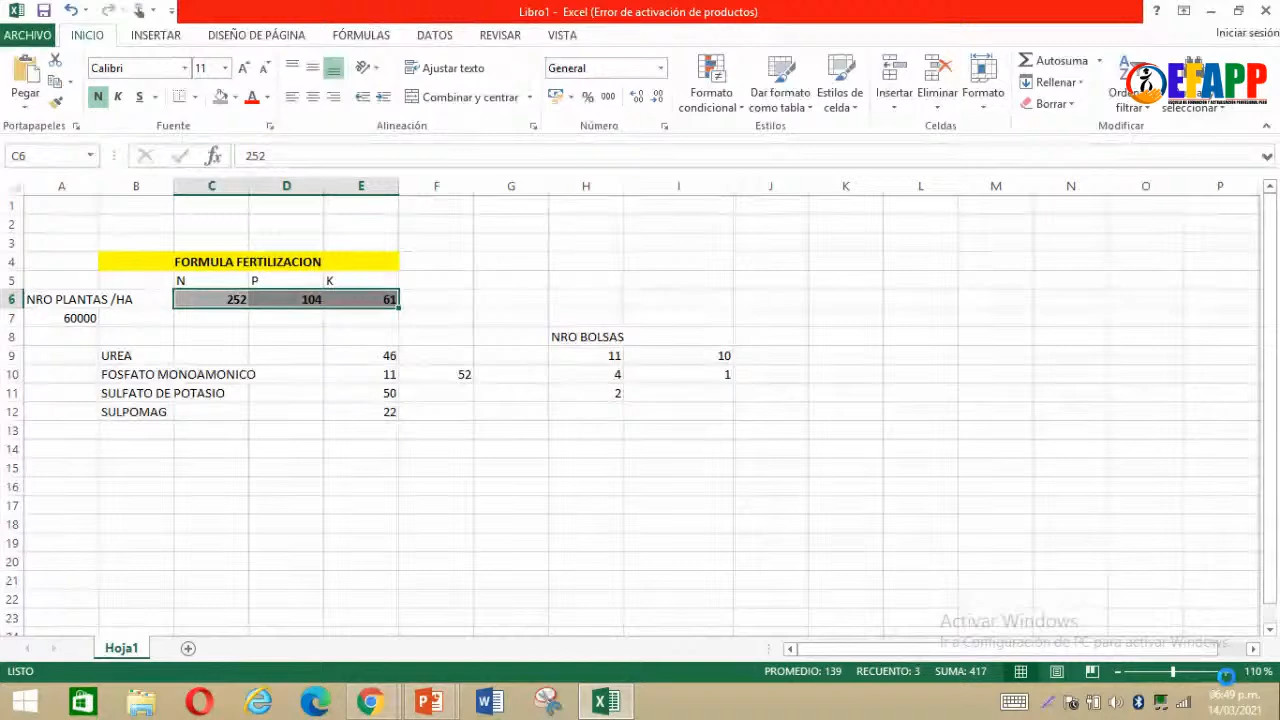 Libro1 - Excel (Error de activación de productos)
ARCHIVO INICIO INSERTAR DISEÑO DE PÁGINA FÓRMULAS DATOS REVISAR VISTA Iniciar sesión
Calibri 11 Ajustar texto General Autosuma
Pegar N K S Combinar y centrar % 000 Formato condicional Dar formato como tabla Estilos de celda Insertar Eliminar Formato Rellenar Borrar filtrar seleccionar
EFAPP
Portapapeles Fuente Alineación Número Estilos Celdas Modificar
C6 fx 252
A B C D E F G H I J K L M N O P
1
2
3
4 FORMULA FERTILIZACION
5 N P K
6 NRO PLANTAS /HA 252 104 61
7 60000
8 NRO BOLSAS
9 UREA 46 11 10
10 FOSFATO MONOAMONICO 11 52 4 1
11 SULFATO DE POTASIO 50 2
12 SULPOMAG 22
13
14
15
16
17
18
19
20
21
22
23
Activar Windows
Ir a Configuración de PC para activar Windows.
Hoja1
LISTO PROMEDIO: 139 RECUENTO: 3 SUMA: 417 110 %
06:49 p.m.
14/03/2021